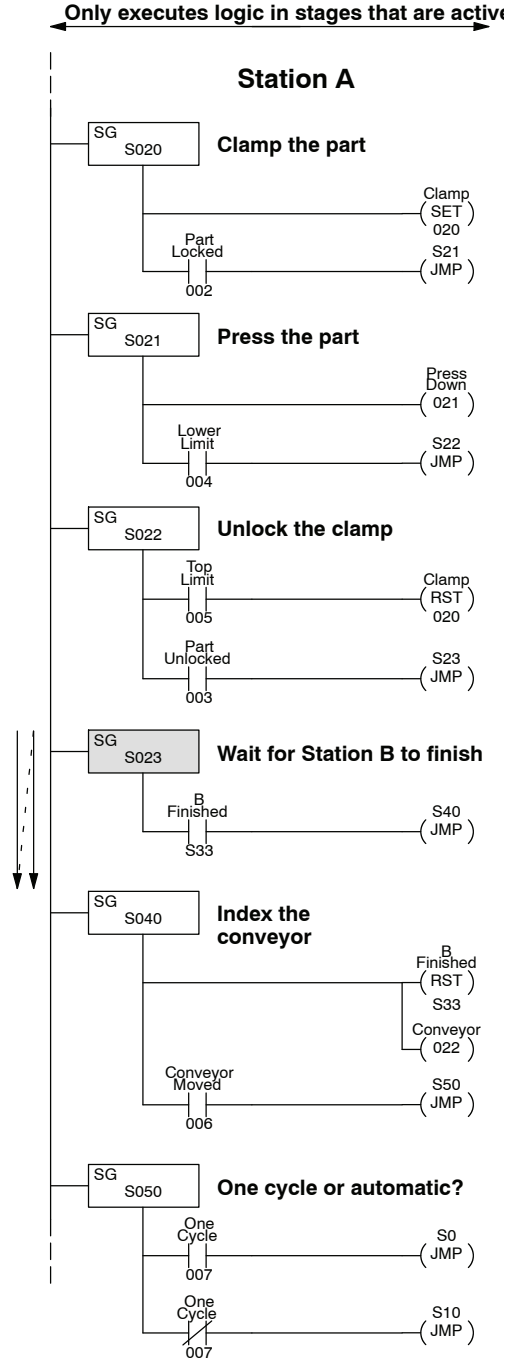 Only executes logic in stages that are active
Station A
SG
S020
Clamp the part
Clamp
SET
020
Part
Locked
002
S21
JMP
SG
S021
Press the part
Press
Down
021
Lower
Limit
004
S22
JMP
SG
S022
Unlock the clamp
Top
Limit
005
Clamp
RST
020
Part
Unlocked
003
S23
JMP
SG
S023
Wait for Station B to finish
B
Finished
S33
S40
JMP
SG
S040
Index the
conveyor
B
Finished
RST
S33
Conveyor
022
Conveyor
Moved
006
S50
JMP
SG
S050
One cycle or automatic?
One
Cycle
007
S0
JMP
One
Cycle
007
S10
JMP